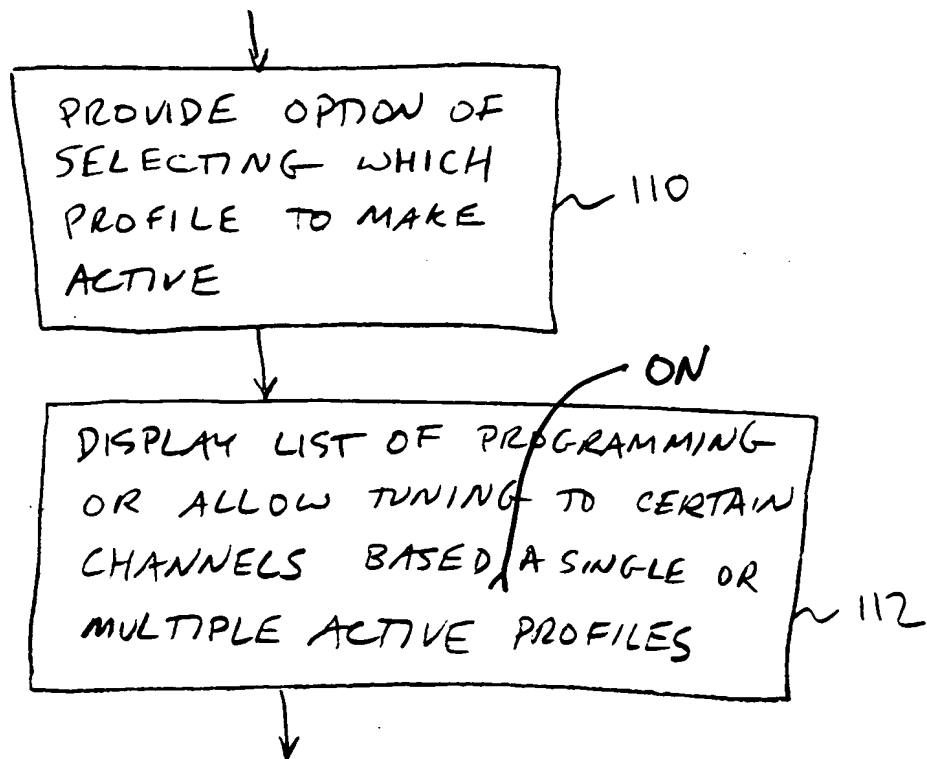 PROVIDE OPTION OF
SELECTING WHICH
PROFILE TO MAKE
ACTIVE
110
ON
DISPLAY LIST OF PROGRAMMING
OR ALLOW TUNING TO CERTAIN
CHANNELS BASED A SINGLE OR
MULTIPLE ACTIVE PROFILES
112